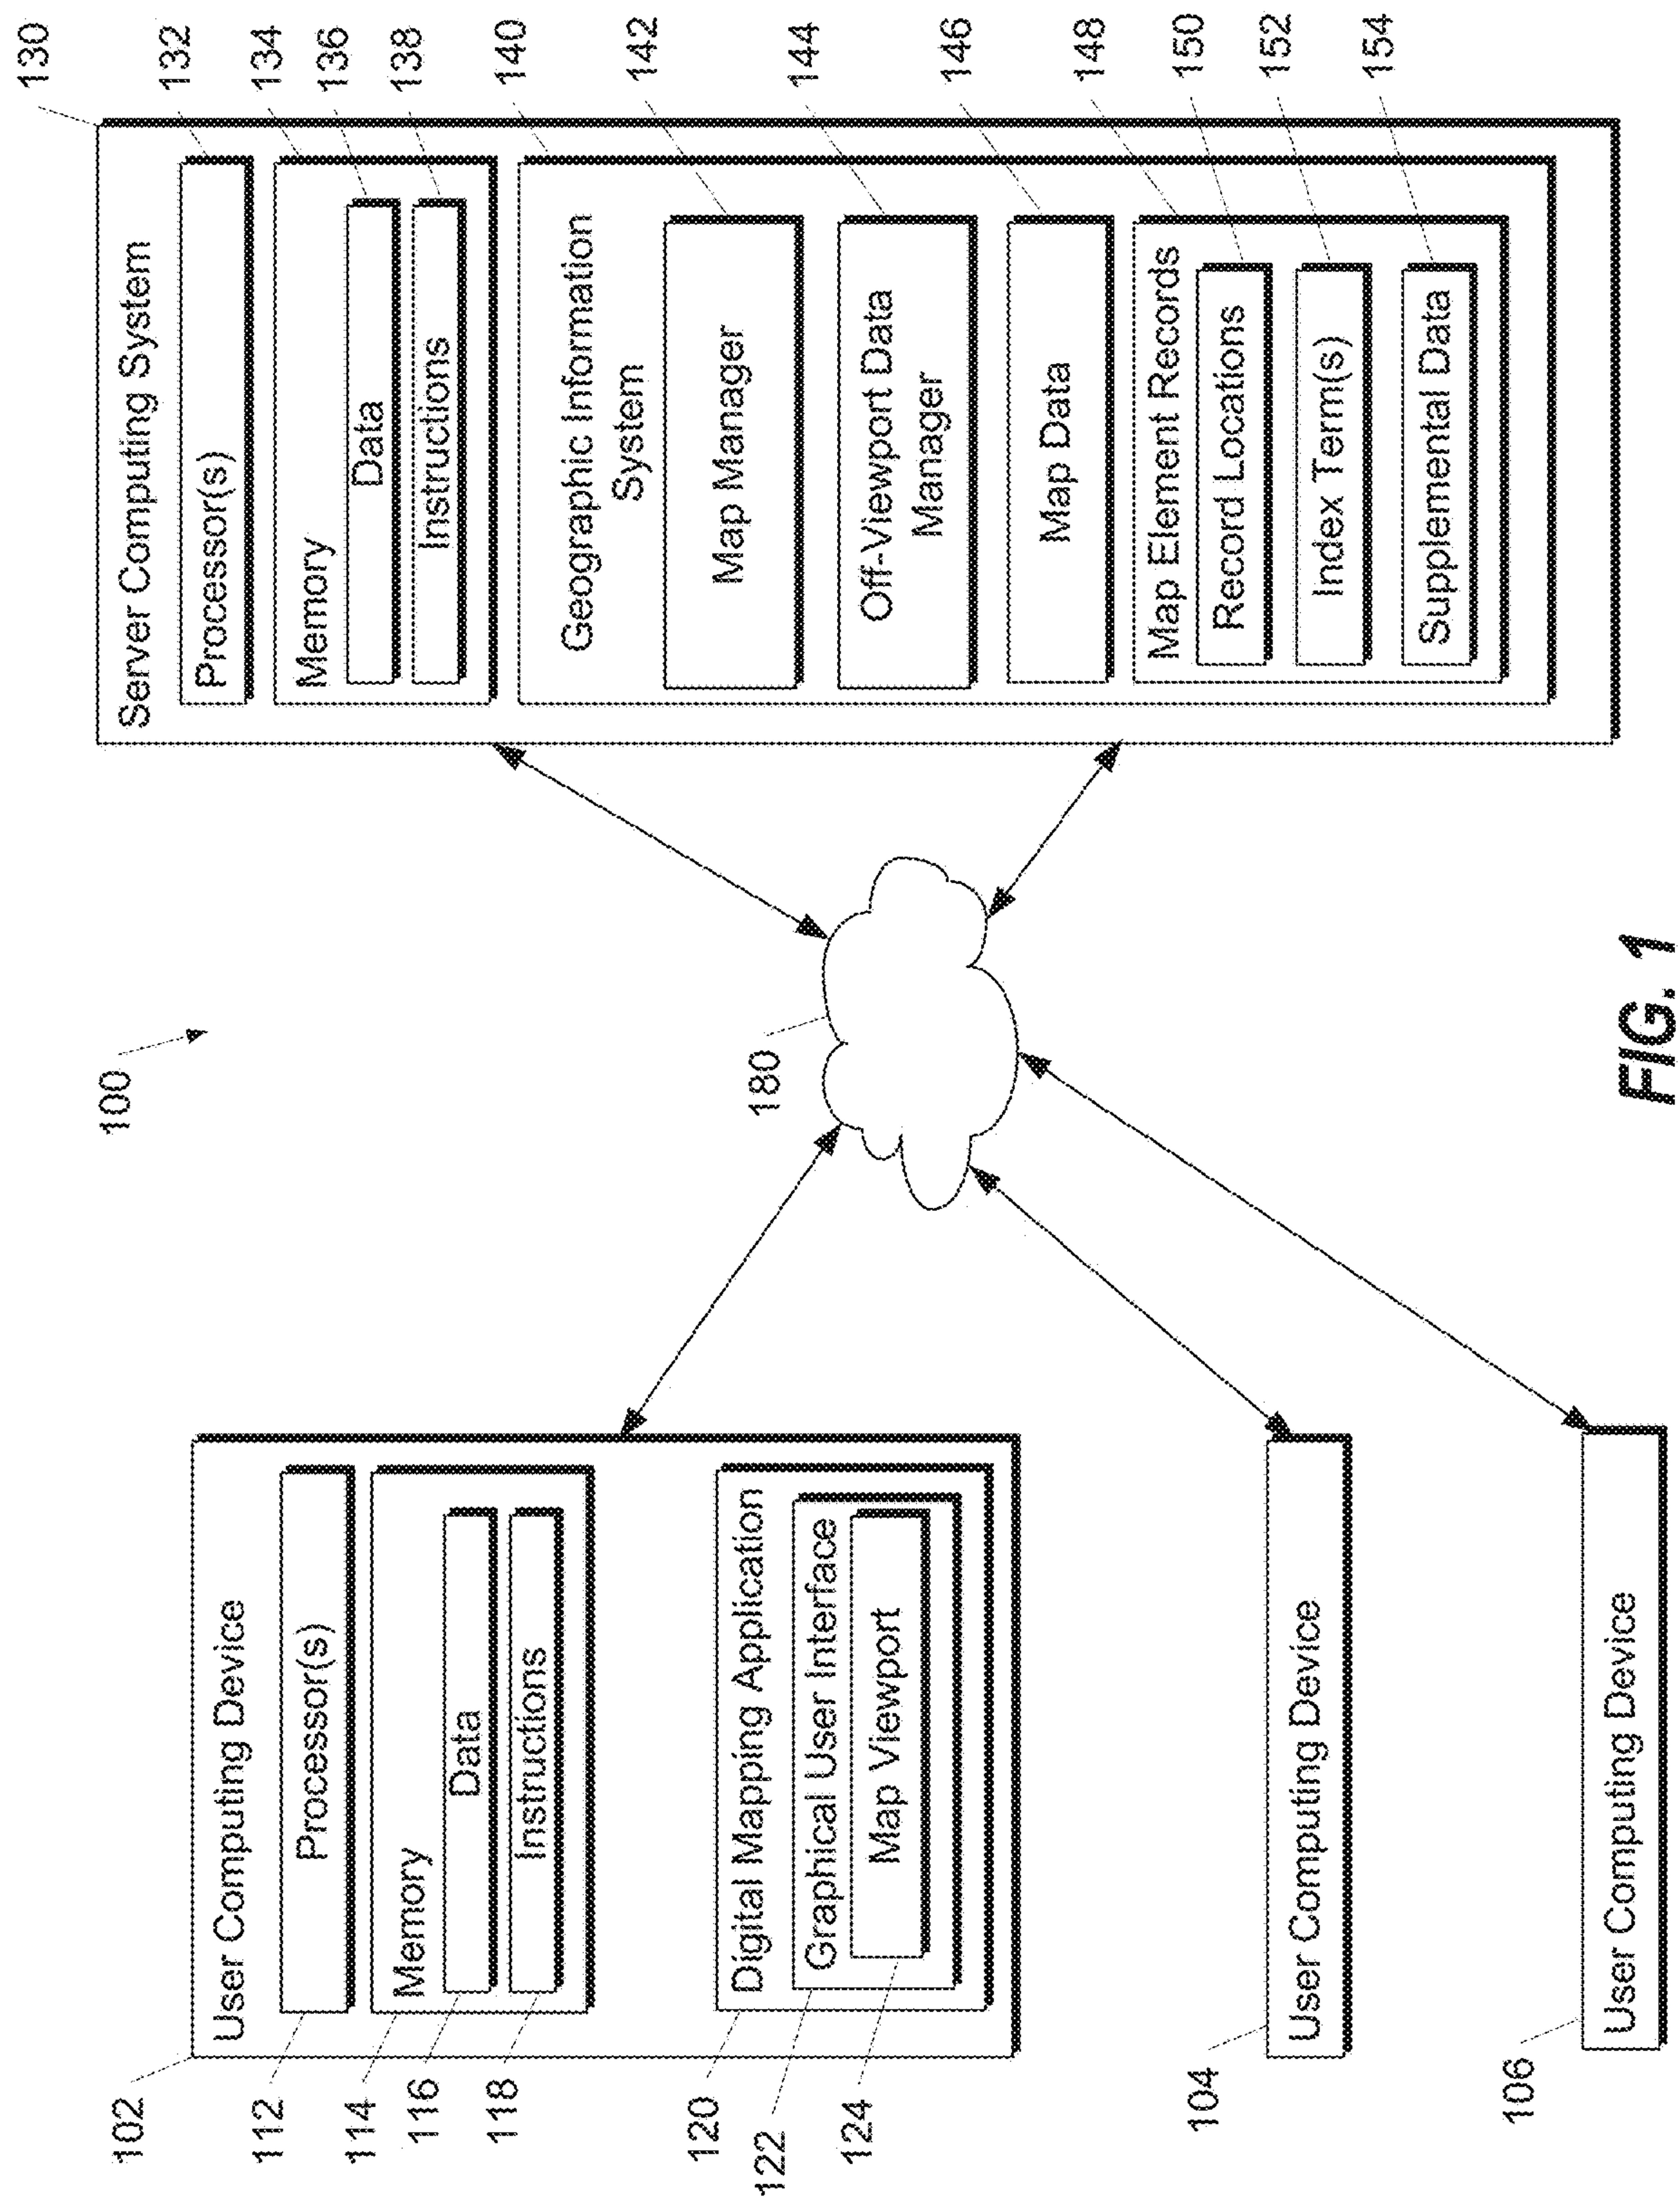 100
130
Server Computing System
132
Processor(s)
134
Memory
136
Data
138
Instructions
140
Geographic Information
System
142
Map Manager
144
Off-Viewport Data
Manager
146
Map Data
148
Map Element Records
150
Record Locations
152
Index Term(s)
154
Supplemental Data
180
102
User Computing Device
112
Processor(s)
114
Memory
116
Data
118
Instructions
120
Digital Mapping Application
122
Graphical User Interface
124
Map Viewport
104
User Computing Device
106
User Computing Device
FIG. 1